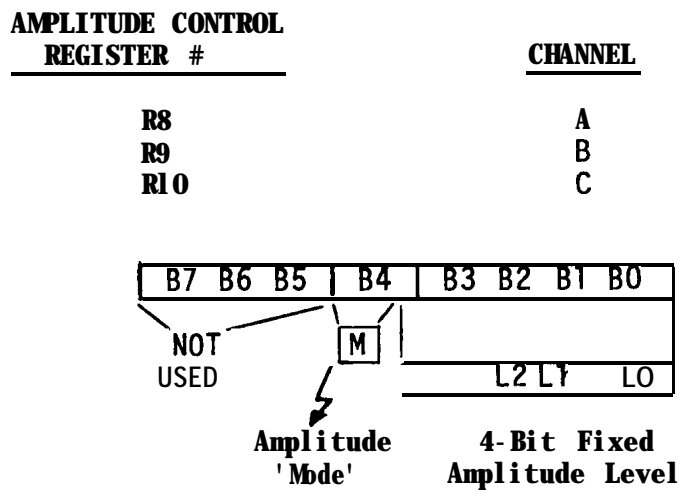 AMPLITUDE CONTROL
REGISTER # CHANNEL
R8 A
R9 B
R10 C
B7 B6 B5 B4 B3 B2 B1 B0
NOT M
USED L2 L1 L0
Amplitude 4-Bit Fixed
'Mode' Amplitude Level